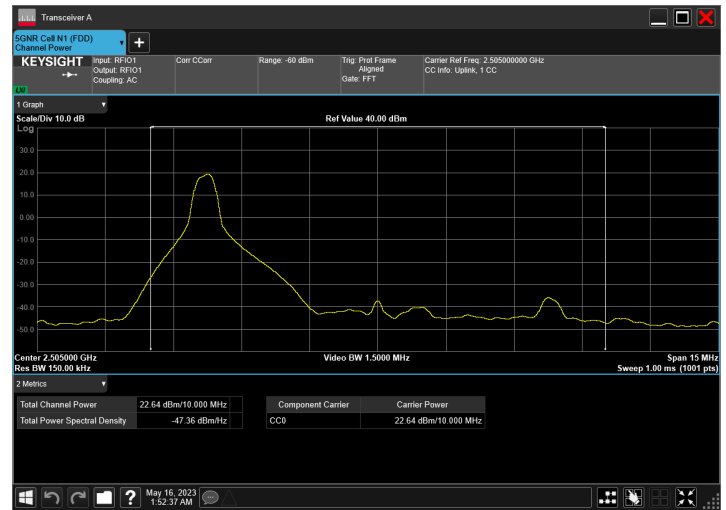 Transceiver A
5GNR Cell N1 (FDD)
Channel Power
KEYSIGHT
LXI
Input: RFIO1
Output: RFIO1
Coupling: AC
Corr CCorr
Range: -60 dBm
Trig: Prot Frame
Aligned
Gate: FFT
Carrier Ref Freq: 2.505000000 GHz
CC Info: Uplink, 1 CC
1 Graph
Scale/Div 10.0 dB
Ref Value 40.00 dBm
Log
30.0
20.0
10.0
0.00
-10.0
-20.0
-30.0
-40.0
-50.0
Center 2.505000 GHz
Video BW 1.5000 MHz
Span 15 MHz
Res BW 150.00 kHz
Sweep 1.00 ms (1001 pts)
2 Metrics
Total Channel Power 22.64 dBm/10.000 MHz
Total Power Spectral Density -47.36 dBm/Hz
Component Carrier Carrier Power
CC0 22.64 dBm/10.000 MHz
? May 16, 2023
1:52:37 AM